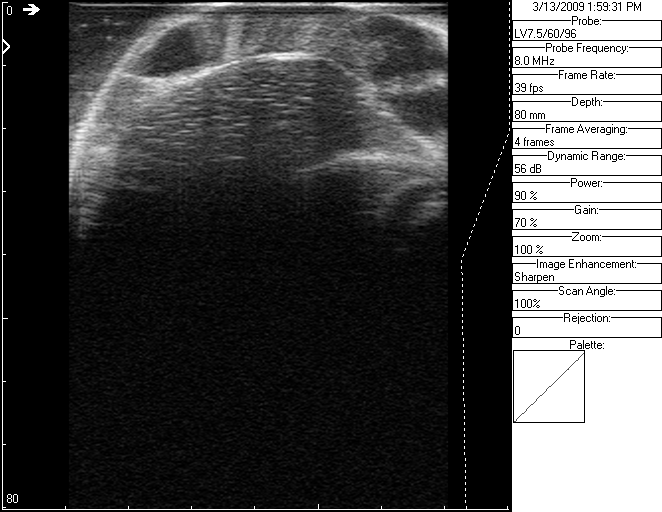 0
80
3/13/2009 1:59:31 PM
Probe:
LV7.5/60/96
Probe Frequency:
8.0 MHz
Frame Rate:
39 fps
Depth:
80 mm
Frame Averaging:
4 frames
Dynamic Range:
56 dB
Power:
90 %
Gain:
70 %
Zoom:
100 %
Image Enhancement:
Sharpen
Scan Angle:
100%
Rejection:
0
Palette: